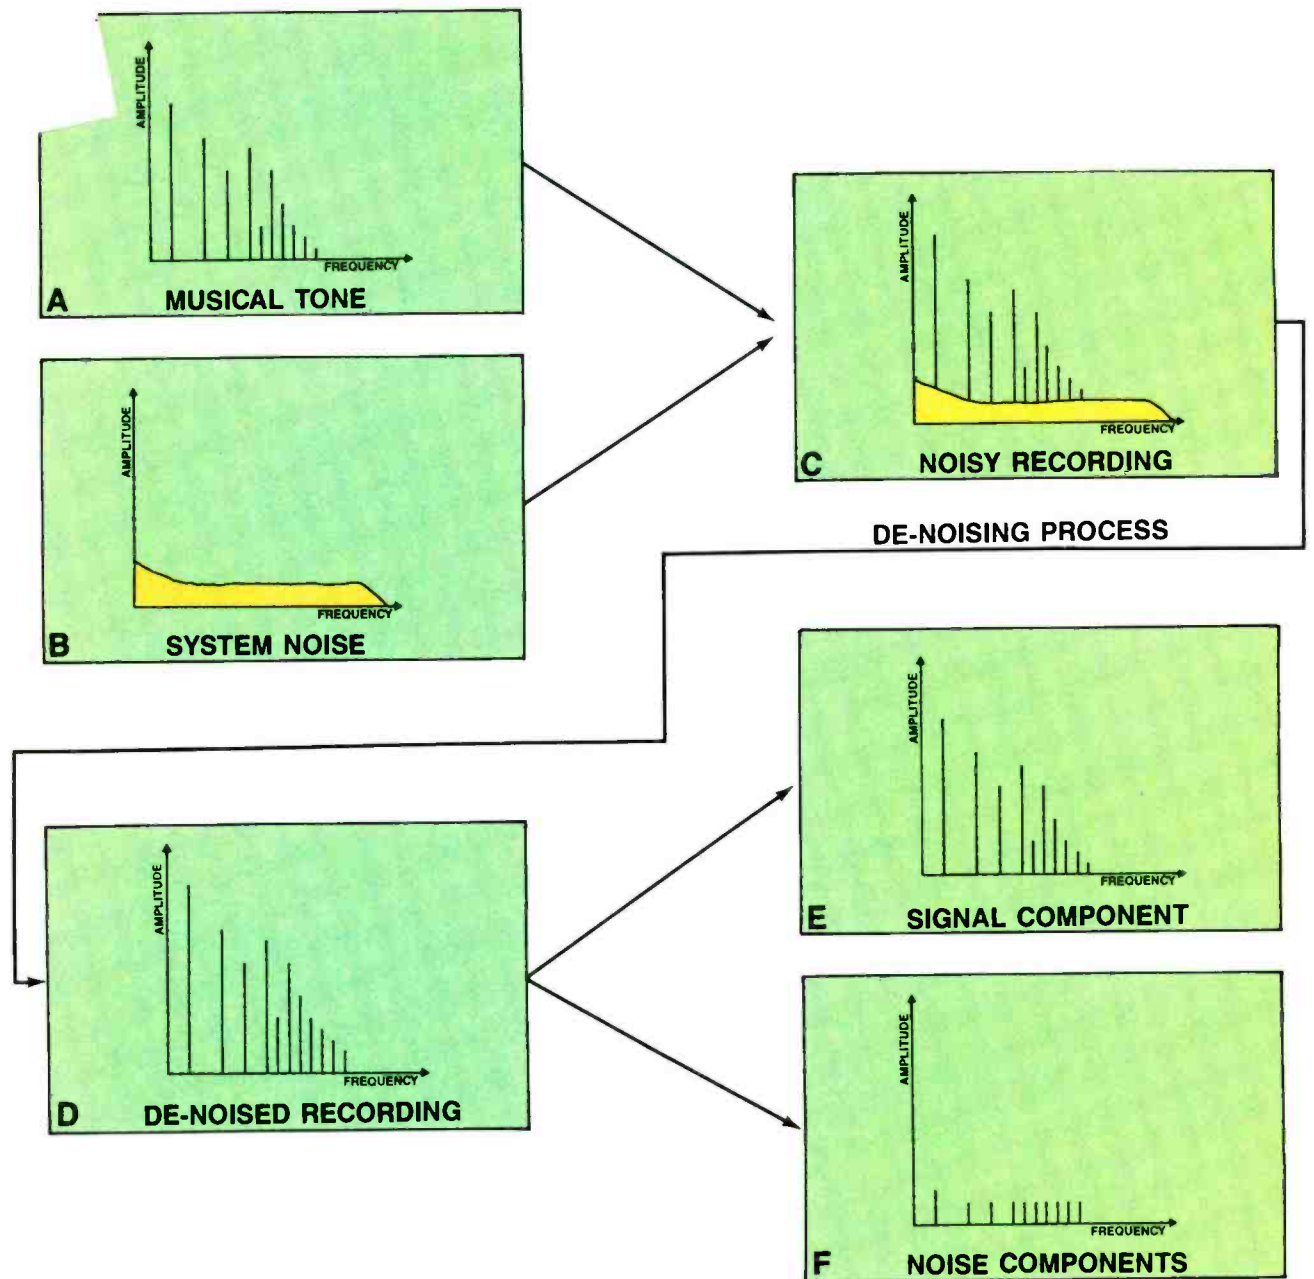 AMPLITUDE
FREQUENCY
A MUSICAL TONE
AMPLITUDE
FREQUENCY
B SYSTEM NOISE
AMPLITUDE
FREQUENCY
C NOISY RECORDING
DE-NOISING PROCESS
AMPLITUDE
FREQUENCY
D DE-NOISED RECORDING
AMPLITUDE
FREQUENCY
E SIGNAL COMPONENT
AMPLITUDE
FREQUENCY
F NOISE COMPONENTS